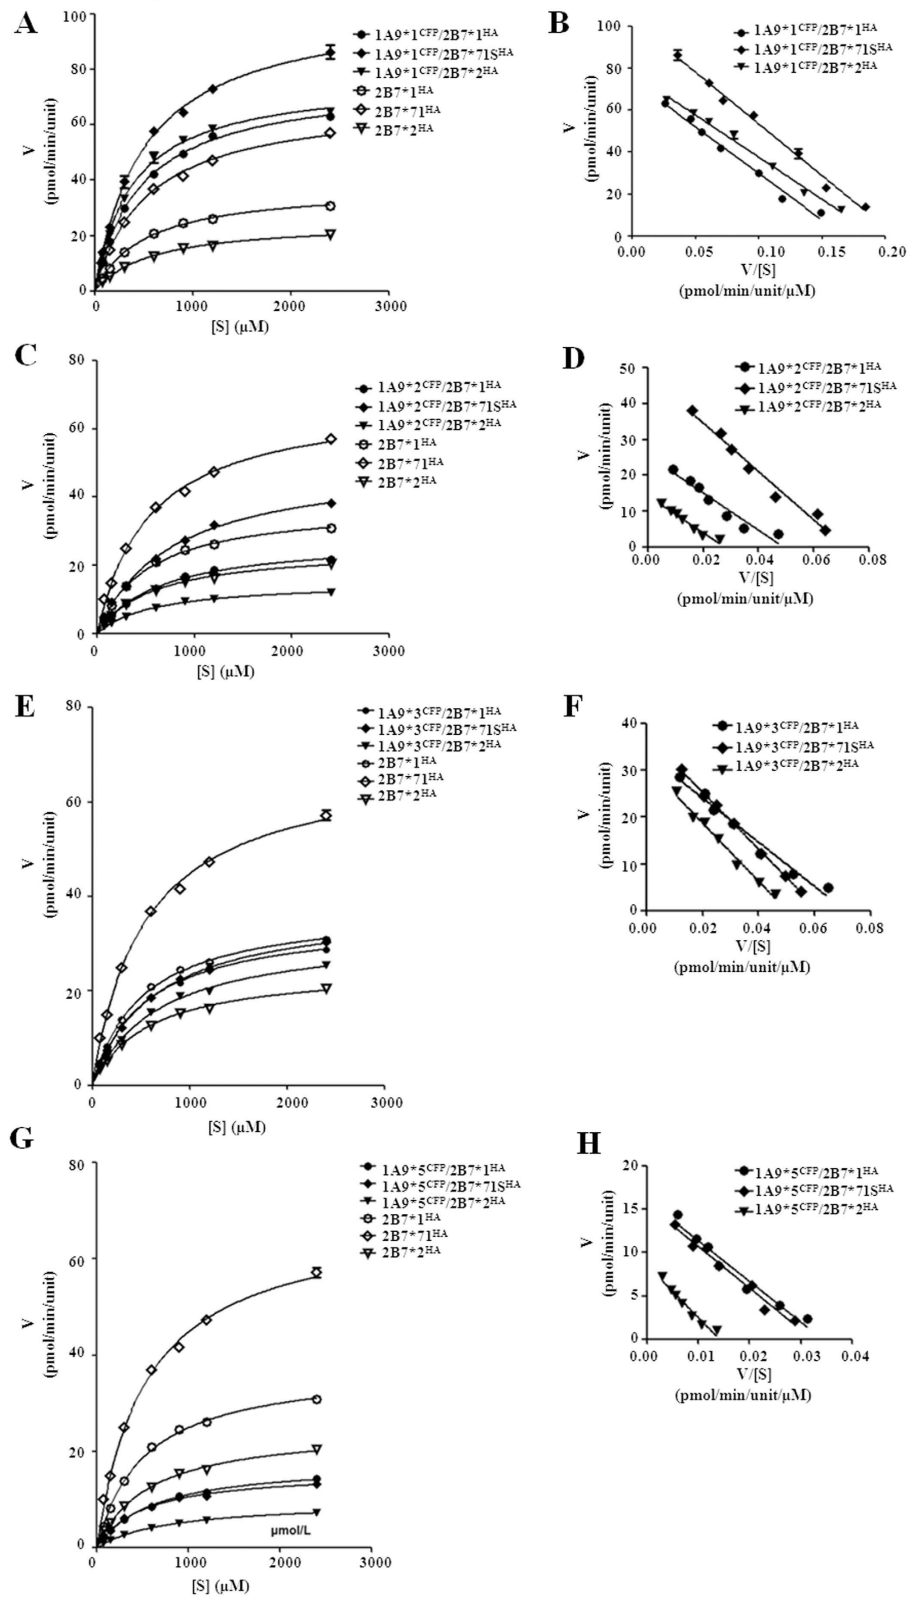 A
100
80
60
40
20
0
V
(pmol/min/unit)
0 1000 2000 3000
[S] (µM)
1A9*1CFP/2B7*1HA
1A9*1CFP/2B7*71SHA
1A9*1CFP/2B7*2HA
2B7*1HA
2B7*71HA
2B7*2HA
B
100
80
60
40
20
0
V
(pmol/min/unit)
0.00 0.05 0.10 0.15 0.20
V/[S]
(pmol/min/unit/µM)
1A9*1CFP/2B7*1HA
1A9*1CFP/2B7*71SHA
1A9*1CFP/2B7*2HA
C
80
60
40
20
0
V
(pmol/min/unit)
0 1000 2000 3000
[S] (µM)
1A9*2CFP/2B7*1HA
1A9*2CFP/2B7*71SHA
1A9*2CFP/2B7*2HA
2B7*1HA
2B7*71HA
2B7*2HA
D
50
40
30
20
10
0
V
(pmol/min/unit)
0.00 0.02 0.04 0.06 0.08
V/[S]
(pmol/min/unit/µM)
1A9*2CFP/2B7*1HA
1A9*2CFP/2B7*71SHA
1A9*2CFP/2B7*2HA
E
80
60
40
20
0
V
(pmol/min/unit)
0 1000 2000 3000
[S] (µM)
1A9*3CFP/2B7*1HA
1A9*3CFP/2B7*71SHA
1A9*3CFP/2B7*2HA
2B7*1HA
2B7*71HA
2B7*2HA
F
40
30
20
10
0
V
(pmol/min/unit)
0.00 0.02 0.04 0.06 0.08
V/[S]
(pmol/min/unit/µM)
1A9*3CFP/2B7*1HA
1A9*3CFP/2B7*71SHA
1A9*3CFP/2B7*2HA
G
80
60
40
20
0
V
(pmol/min/unit)
µmol/L
0 1000 2000 3000
[S] (µM)
1A9*5CFP/2B7*1HA
1A9*5CFP/2B7*71SHA
1A9*5CFP/2B7*2HA
2B7*1HA
2B7*71HA
2B7*2HA
H
20
15
10
5
0
V
(pmol/min/unit)
0.00 0.01 0.02 0.03 0.04
V/[S]
(pmol/min/unit/µM)
1A9*5CFP/2B7*1HA
1A9*5CFP/2B7*71SHA
1A9*5CFP/2B7*2HA